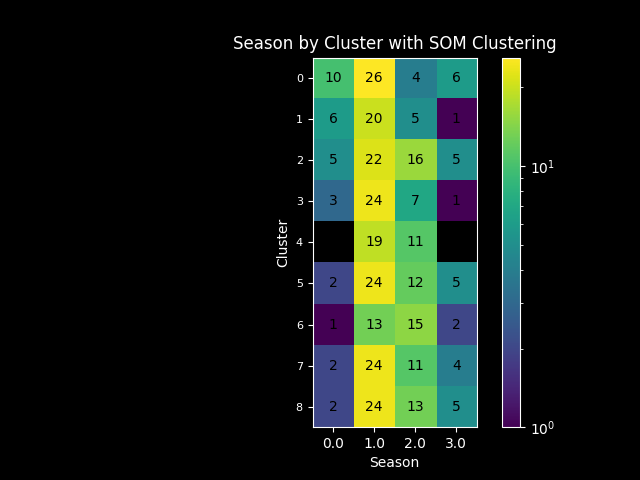 Season by Cluster with SOM Clustering
0 10 26 4 6
1 6 20 5 1
2 5 22 16 5
3 3 24 7 1
4 19 11
5 2 24 12 5
6 1 13 15 2
7 2 24 11 4
8 2 24 13 5
0.0 1.0 2.0 3.0
Season
Cluster
10¹
10⁰